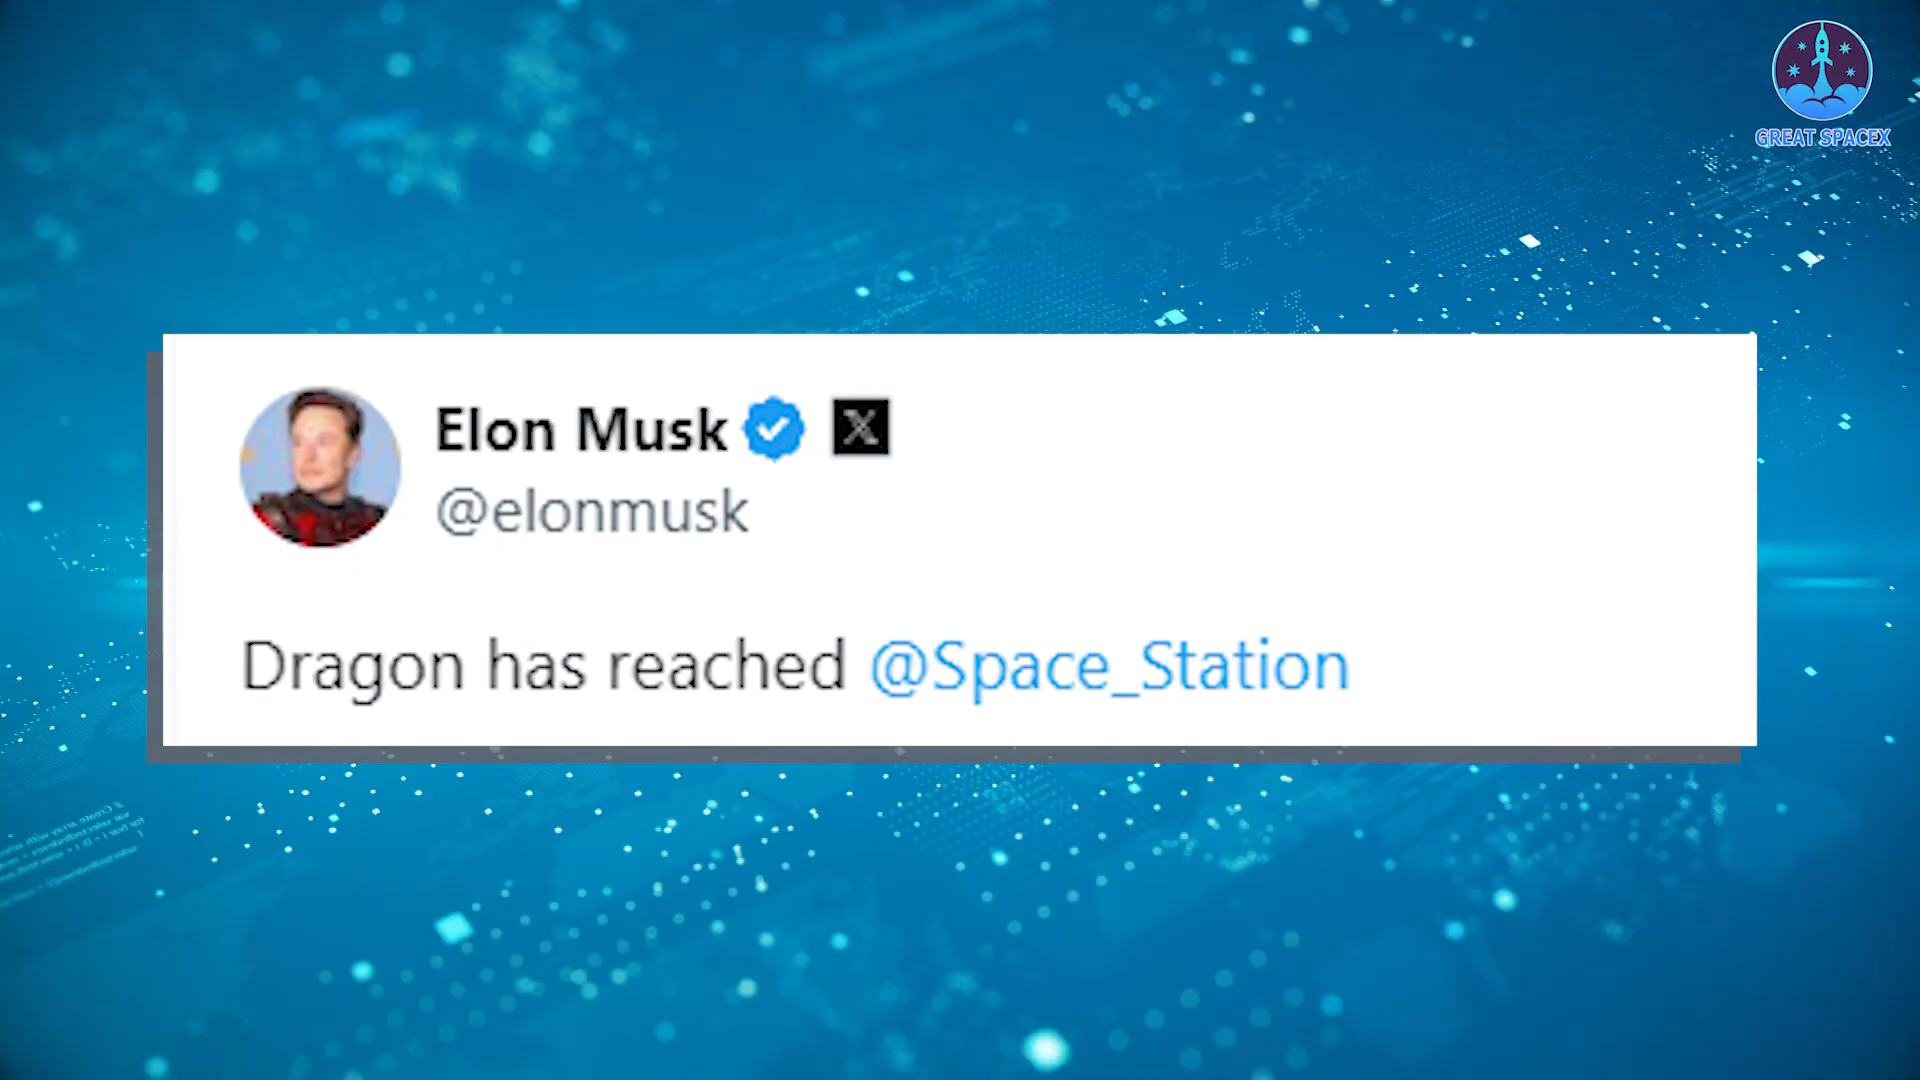 GREAT SPACEX
Elon Musk
@elonmusk
Dragon has reached @Space_Station